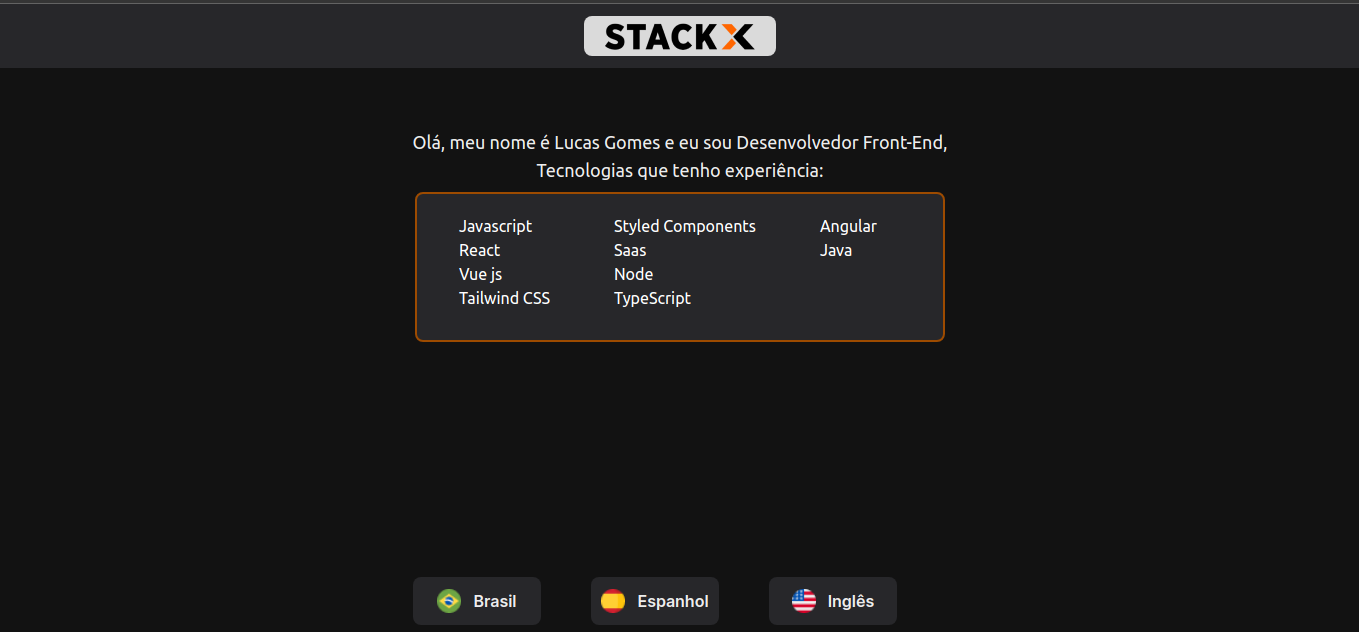 STACKX
Olá, meu nome é Lucas Gomes e eu sou Desenvolvedor Front-End,
Tecnologias que tenho experiência:
Javascript
React
Vue js
Tailwind CSS
Styled Components
Saas
Node
TypeScript
Angular
Java
Brasil
Espanhol
Inglês